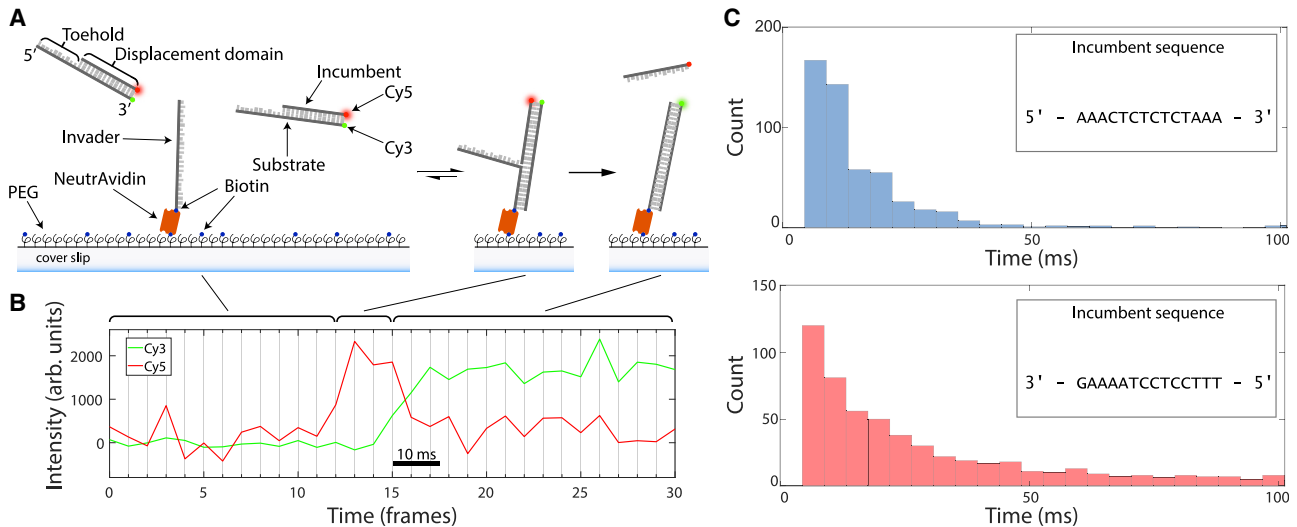 A
Toehold
Displacement domain
5'
3'
Incumbent
Cy5
Invader
Cy3
NeutrAvidin
Substrate
Biotin
PEG
cover slip
B
Intensity (arb. units)
2000
1000
0
Cy3
Cy5
10 ms
0 5 10 15 20 25 30
Time (frames)
C
Count
200
100
0
Incumbent sequence
5' - AAACTCTCTCTAAA - 3'
0 50 100
Time (ms)
Count
150
100
50
0
Incumbent sequence
3' - GAAAATCCTCCTTT - 5'
0 50 100
Time (ms)